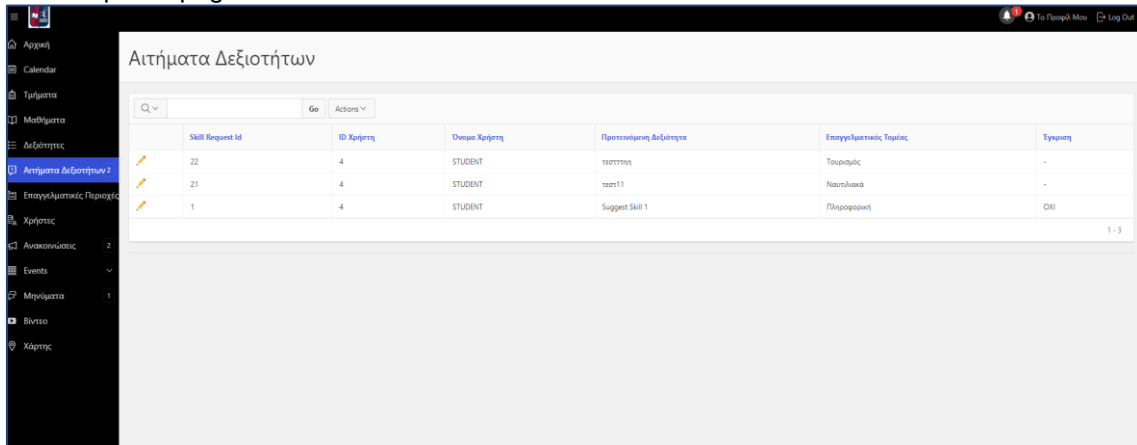 1
Το Προφίλ Μου
Log Out
Αρχική
Calendar
Τμήματα
Μαθήματα
Δεξιότητες
Αιτήματα Δεξιοτήτων 2
Επαγγελματικές Περιοχές
Χρήστες
Ανακοινώσεις 2
Events
Μηνύματα 1
Βίντεο
Χάρτης
Αιτήματα Δεξιοτήτων
Go Actions
Skill Request Id ID Χρήστη Όνομα Χρήστη Προτεινόμενη Δεξιότητα Επαγγελματικός Τομέας Έγκριση
22 4 STUDENT Τουρισμός -
21 4 STUDENT τεστ11 Ναυτιλιακά -
1 4 STUDENT Suggest Skill 1 Πληροφορική ΟΧΙ
1 - 3